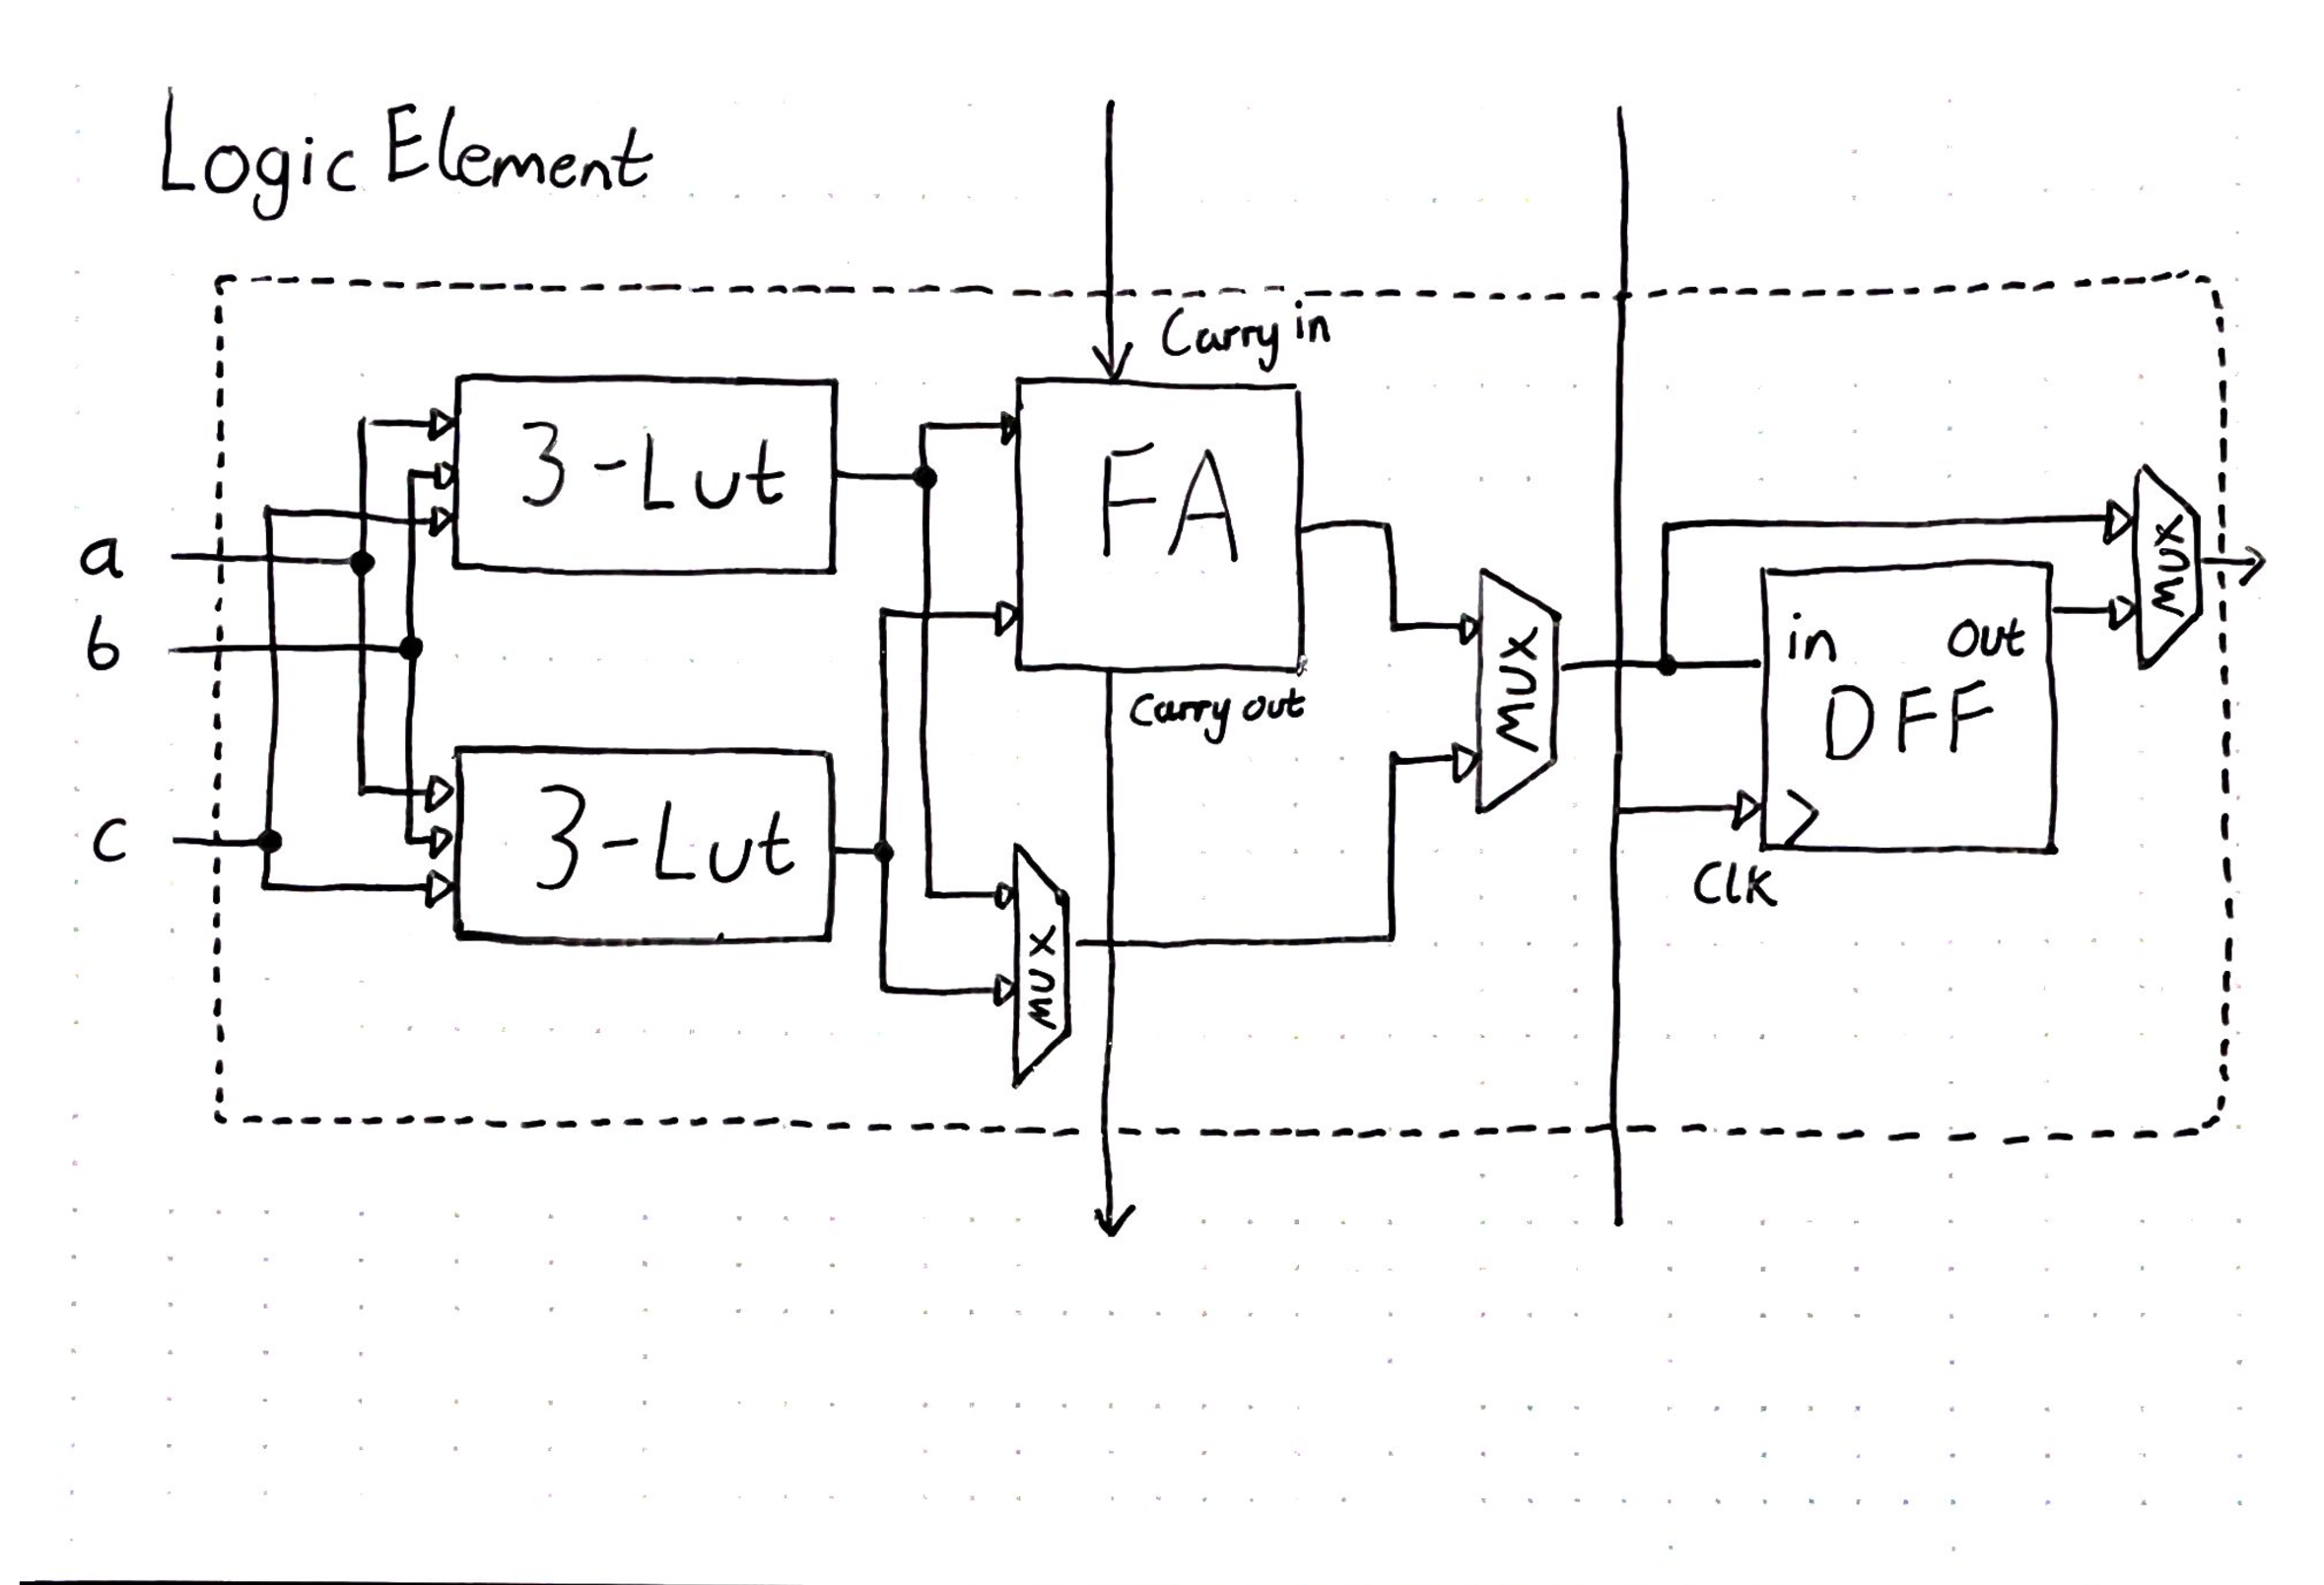 Logic Element
Carry in
3-Lut
FA
a
b
mux
in
out
DFF
Carry out
mux
3-Lut
c
Clk
mux